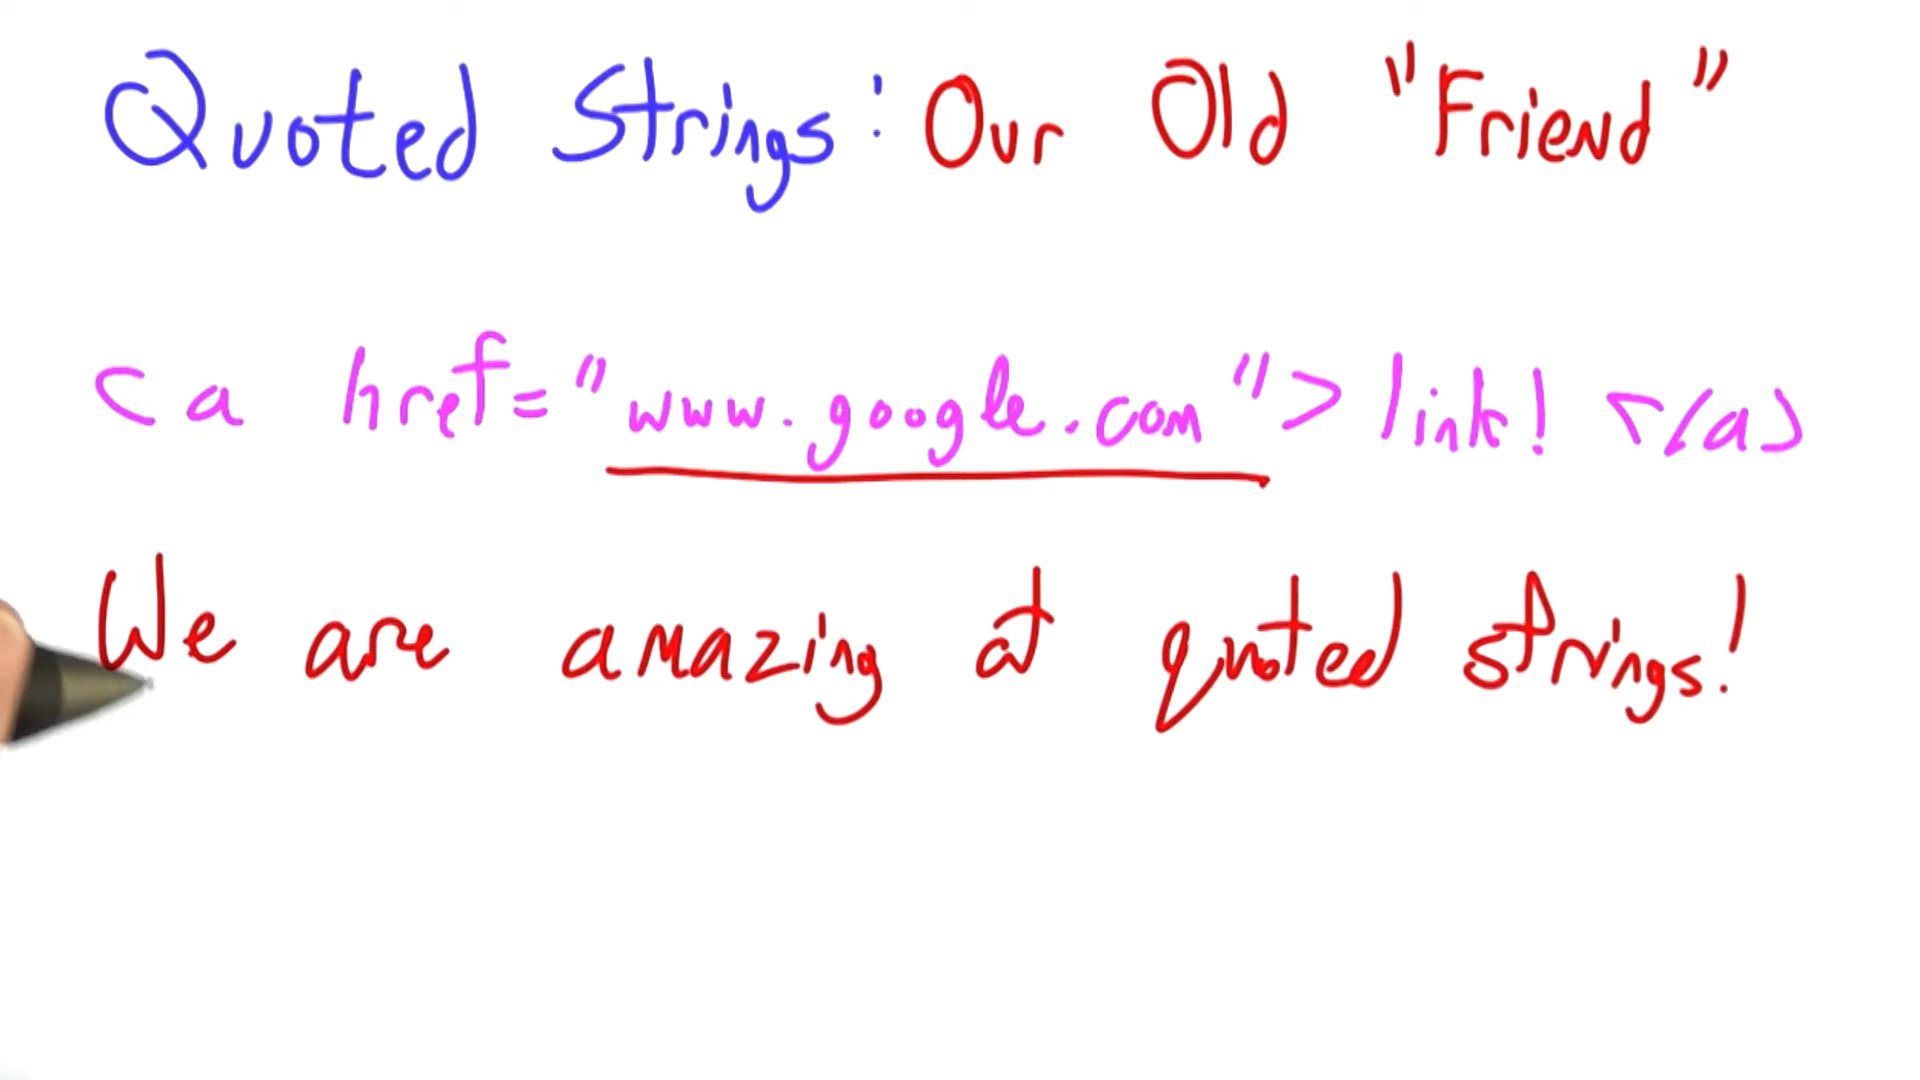 Quoted Strings: Our Old "Friend"
<a href="www.google.com"> link! </a>
We are amazing at quoted strings!